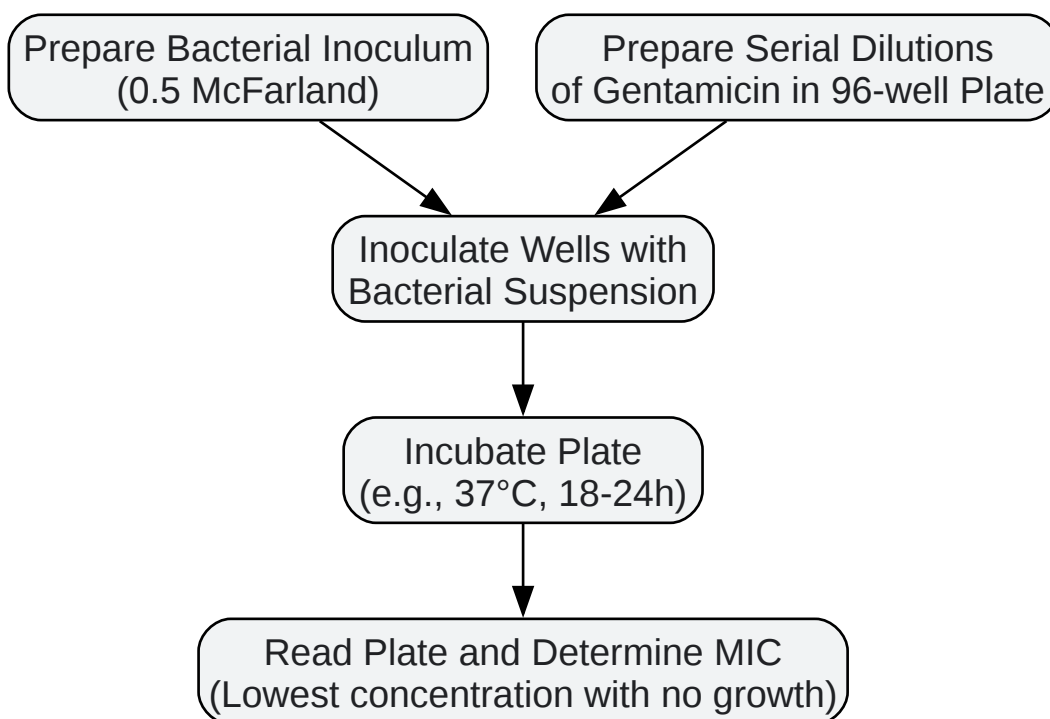 Prepare Bacterial Inoculum
(0.5 McFarland)
Prepare Serial Dilutions
of Gentamicin in 96-well Plate
Inoculate Wells with
Bacterial Suspension
Incubate Plate
(e.g., 37°C, 18-24h)
Read Plate and Determine MIC
(Lowest concentration with no growth)